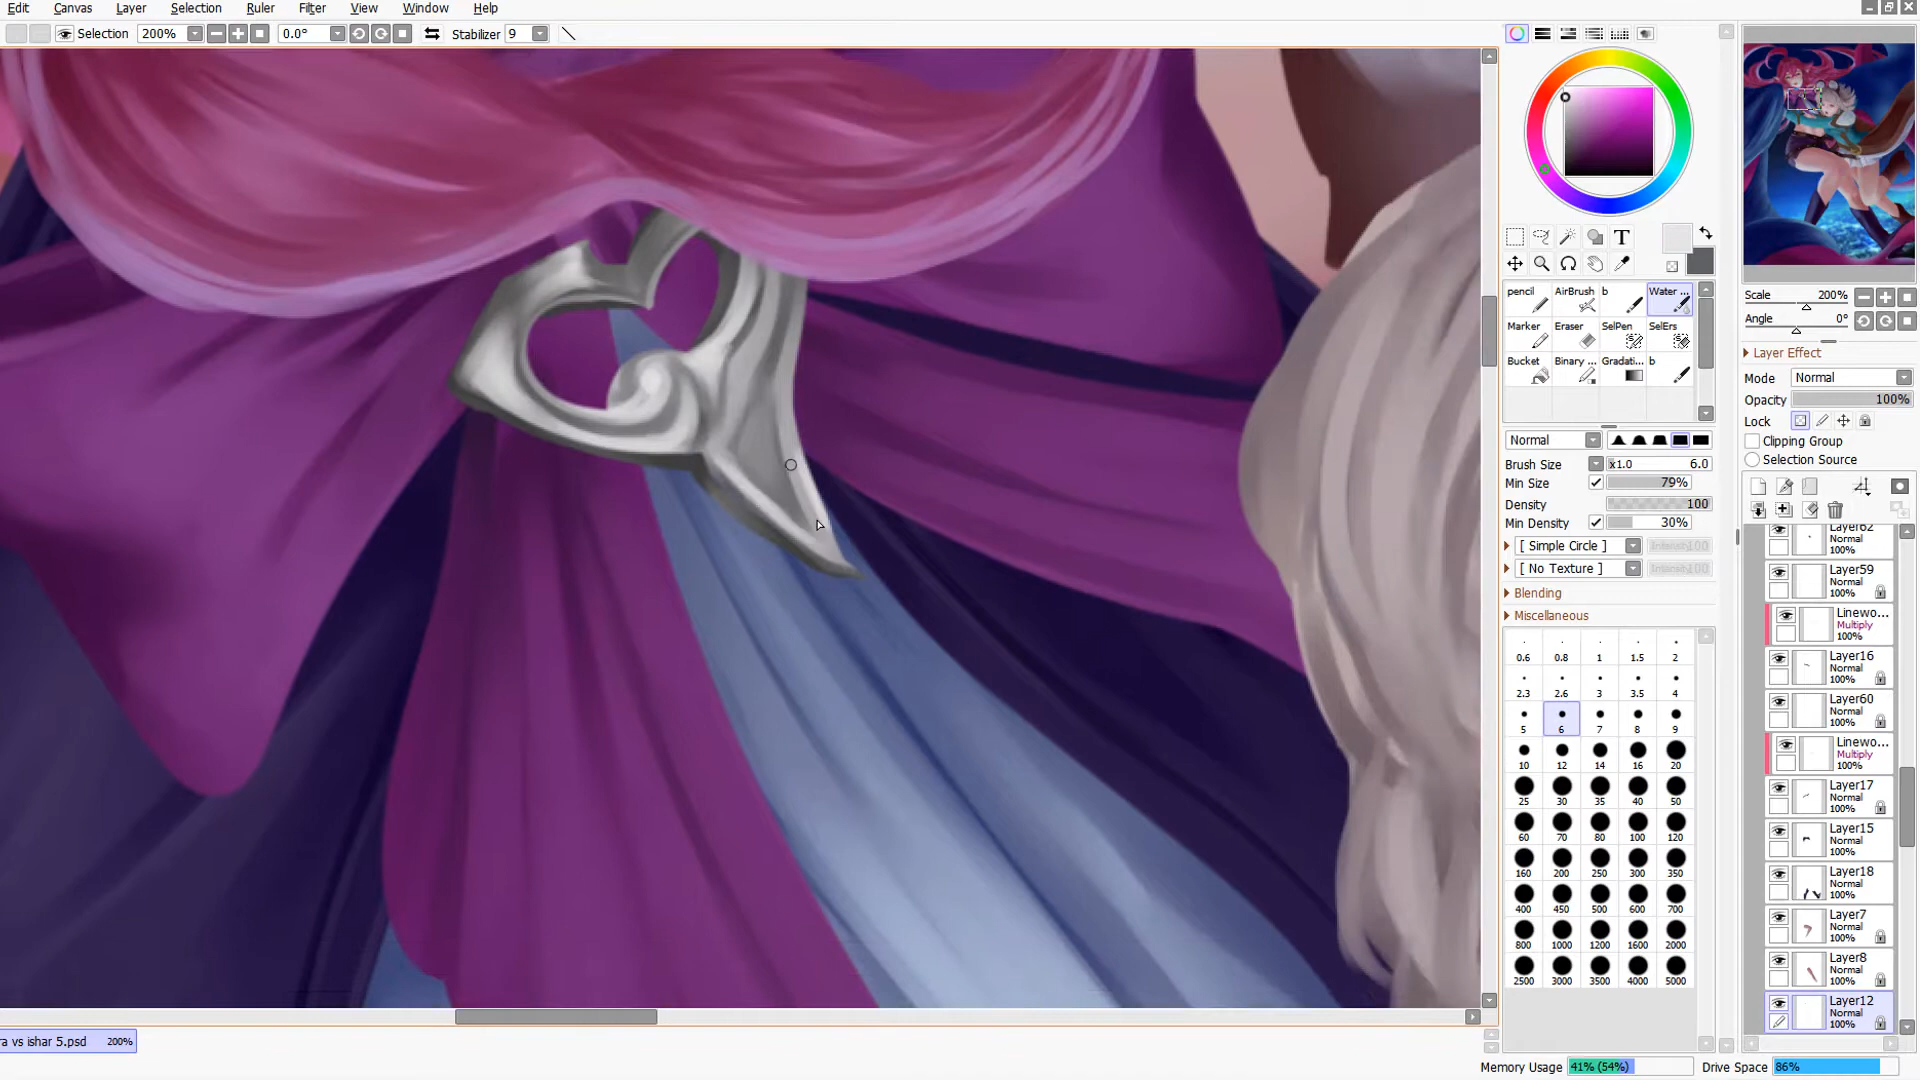 Edit Canvas Layer Selection Ruler Filter View Window Help
Selection 200% 0.0° Stabilizer 9
T
pencil AirBrush b Water ...
Marker Eraser SelPen SelErs
Bucket Binary ... Gradati... b
Normal
Brush Size x1.0 6.0
Min Size 79%
Density 100
Min Density 30%
[ Simple Circle ] Intensity 100
[ No Texture ] Intensity 100
Blending
Miscellaneous
0.6 0.8 1 1.5 2
2.3 2.6 3 3.5 4
5 6 7 8 9
10 12 14 16 20
25 30 35 40 50
60 70 80 100 120
160 200 250 300 350
400 450 500 600 700
800 1000 1200 1600 2000
2500 3000 3500 4000 5000
Scale 200%
Angle 0°
Layer Effect
Mode Normal
Opacity 100%
Lock
Clipping Group
Selection Source
Layer62
Normal
100%
Layer59
Normal
100%
Linewo...
Multiply
100%
Layer16
Normal
100%
Layer60
Normal
100%
Linewo...
Multiply
100%
Layer17
Normal
100%
Layer15
Normal
100%
Layer18
Normal
100%
Layer7
Normal
100%
Layer8
Normal
100%
Layer12
Normal
100%
ra vs ishar 5.psd 200%
Memory Usage 41% (54%) Drive Space 86%